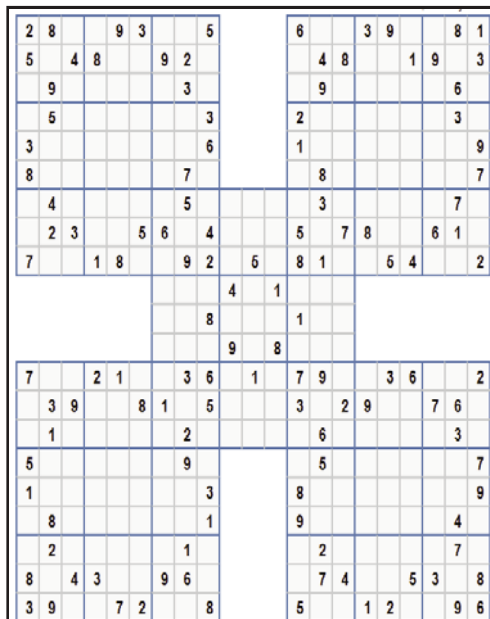 2 8 9 3 5 6 3 9 8 1
5 4 8 9 2 4 8 1 9 3
9 3 9 6
5 3 2 3
3 6 1 9
8 7 8 7
4 5 3 7
2 3 5 6 4 5 7 8 6 1
7 1 8 9 2 5 8 1 5 4 2
4 1
8 1
9 8
7 2 1 3 6 1 7 9 3 6 2
3 9 8 1 5 3 2 9 7 6
1 2 6 3
5 9 5 7
1 3 8 9
8 1 9 4
2 1 2 7
8 4 3 9 6 7 4 5 3 8
3 9 7 2 8 5 1 2 9 6